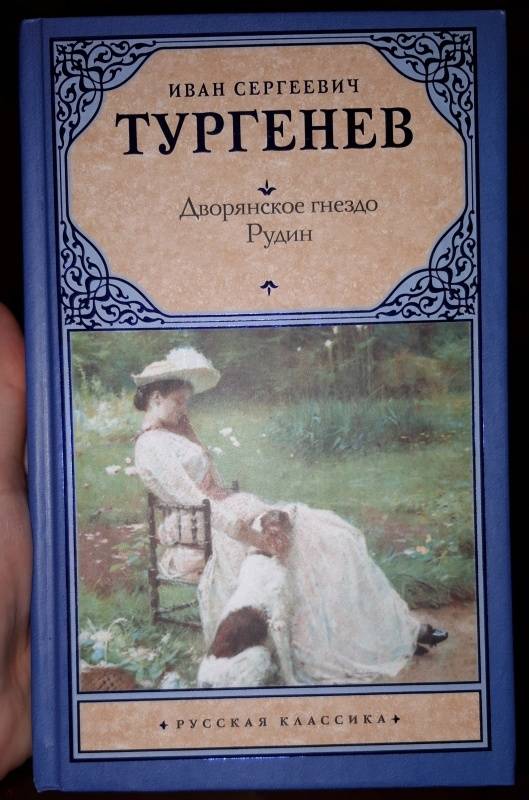 ИВАН СЕРГЕЕВИЧ
ТУРГЕНЕВ
Дворянское гнездо
Рудин
РУССКАЯ КЛАССИКА